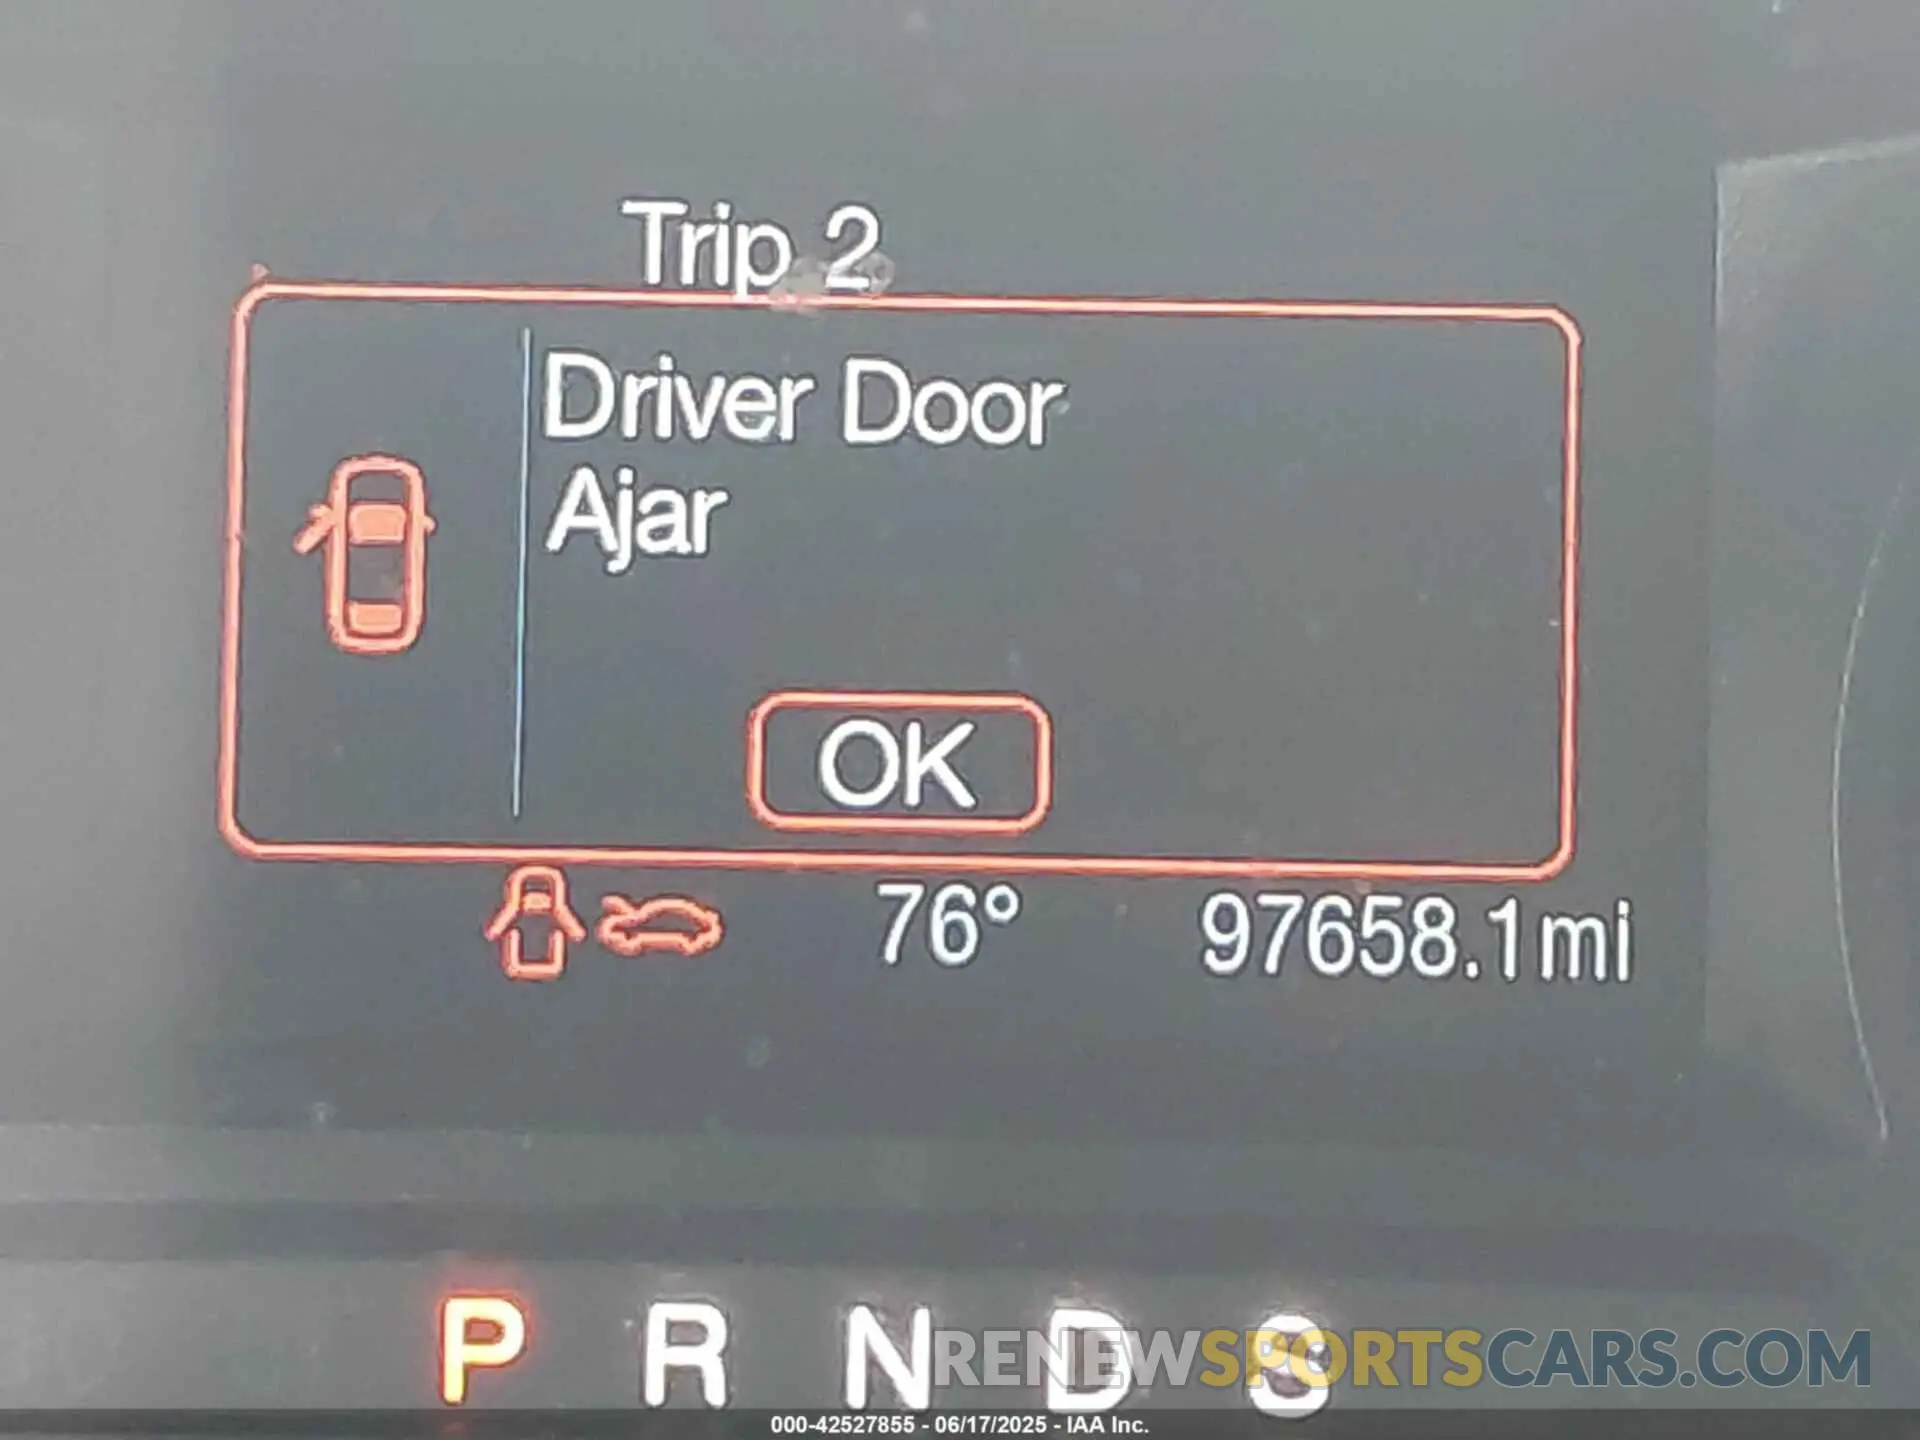 Trip 2
Driver Door
Ajar
OK
76° 97658.1mi
P R N D S
RENEWSPORTSCARS.COM
000-42527855 - 06/17/2025 - IAA Inc.